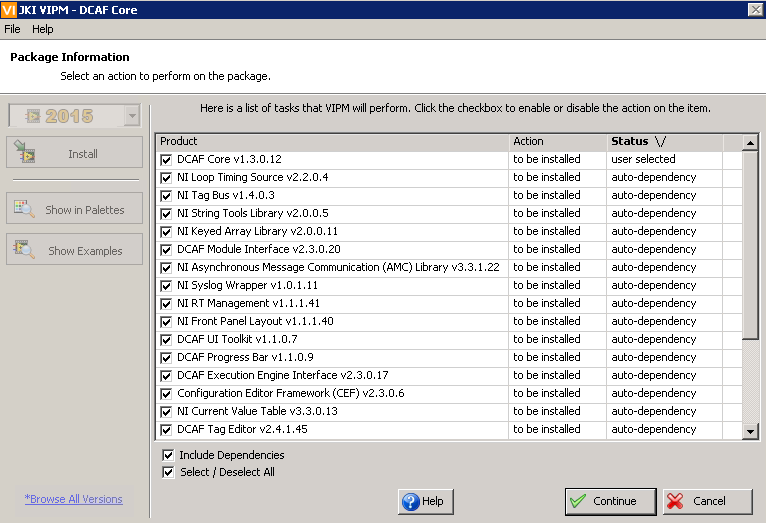 VI JKI VIPM - DCAF Core
File Help
Package Information
Select an action to perform on the package.
2015
Install
Show in Palettes
Show Examples
*Browse All Versions
Here is a list of tasks that VIPM will perform. Click the checkbox to enable or disable the action on the item.
Product Action Status \/
DCAF Core v1.3.0.12 to be installed user selected
NI Loop Timing Source v2.2.0.4 to be installed auto-dependency
NI Tag Bus v1.4.0.3 to be installed auto-dependency
NI String Tools Library v2.0.0.5 to be installed auto-dependency
NI Keyed Array Library v2.0.0.11 to be installed auto-dependency
DCAF Module Interface v2.3.0.20 to be installed auto-dependency
NI Asynchronous Message Communication (AMC) Library v3.3.1.22 to be installed auto-dependency
NI Syslog Wrapper v1.0.1.11 to be installed auto-dependency
NI RT Management v1.1.1.41 to be installed auto-dependency
NI Front Panel Layout v1.1.1.40 to be installed auto-dependency
DCAF UI Toolkit v1.1.0.7 to be installed auto-dependency
DCAF Progress Bar v1.1.0.9 to be installed auto-dependency
DCAF Execution Engine Interface v2.3.0.17 to be installed auto-dependency
Configuration Editor Framework (CEF) v2.3.0.6 to be installed auto-dependency
NI Current Value Table v3.3.0.13 to be installed auto-dependency
DCAF Tag Editor v2.4.1.45 to be installed auto-dependency
Include Dependencies
Select / Deselect All
Help Continue Cancel